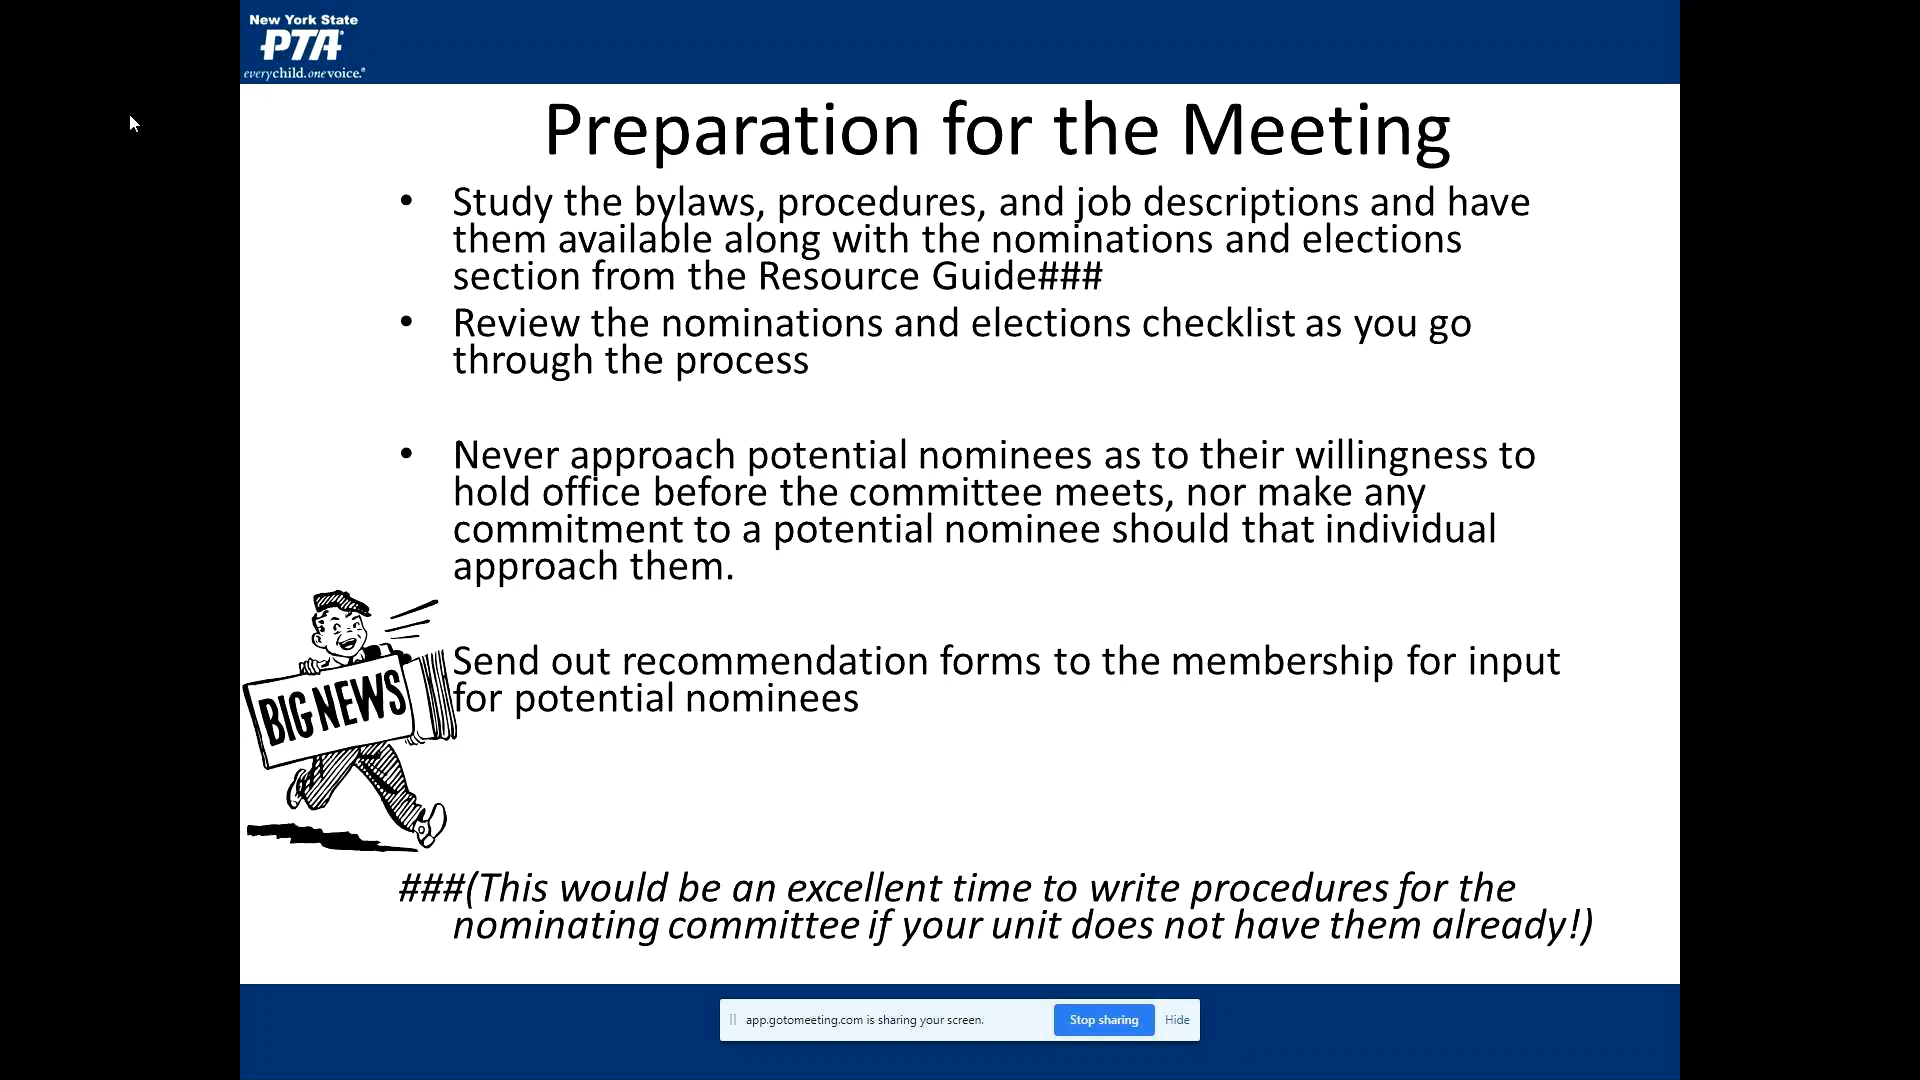 New York State
PTA®
everychild.onevoice.®
Preparation for the Meeting
• Study the bylaws, procedures, and job descriptions and have
them available along with the nominations and elections
section from the Resource Guide###
• Review the nominations and elections checklist as you go
through the process
• Never approach potential nominees as to their willingness to
hold office before the committee meets, nor make any
commitment to a potential nominee should that individual
approach them.
Send out recommendation forms to the membership for input
for potential nominees
BIG NEWS
###(This would be an excellent time to write procedures for the
nominating committee if your unit does not have them already!)
app.gotomeeting.com is sharing your screen.
Stop sharing
Hide